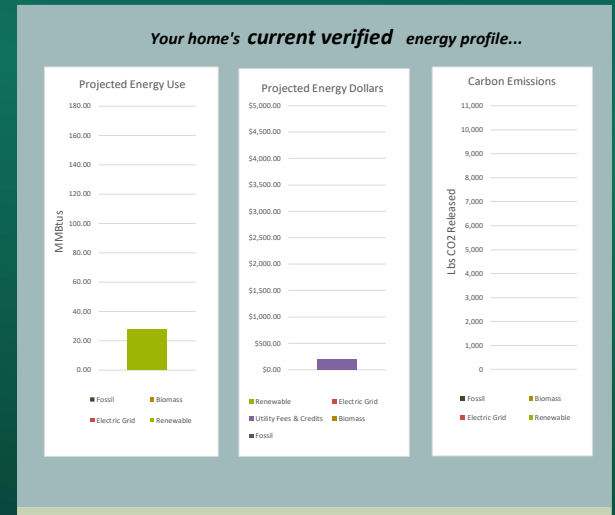 Your home's current verified energy profile...
Projected Energy Use
180.00
160.00
140.00
120.00
100.00
80.00
60.00
40.00
20.00
0.00
MMBtus
Fossil Biomass
Electric Grid Renewable
Projected Energy Dollars
$5,000.00
$4,500.00
$4,000.00
$3,500.00
$3,000.00
$2,500.00
$2,000.00
$1,500.00
$1,000.00
$500.00
$0.00
Renewable Electric Grid
Utility Fees & Credits Biomass
Fossil
Carbon Emissions
11,000
10,000
9,000
8,000
7,000
6,000
5,000
4,000
3,000
2,000
1,000
0
Lbs CO2 Released
Fossil Biomass
Electric Grid Renewable